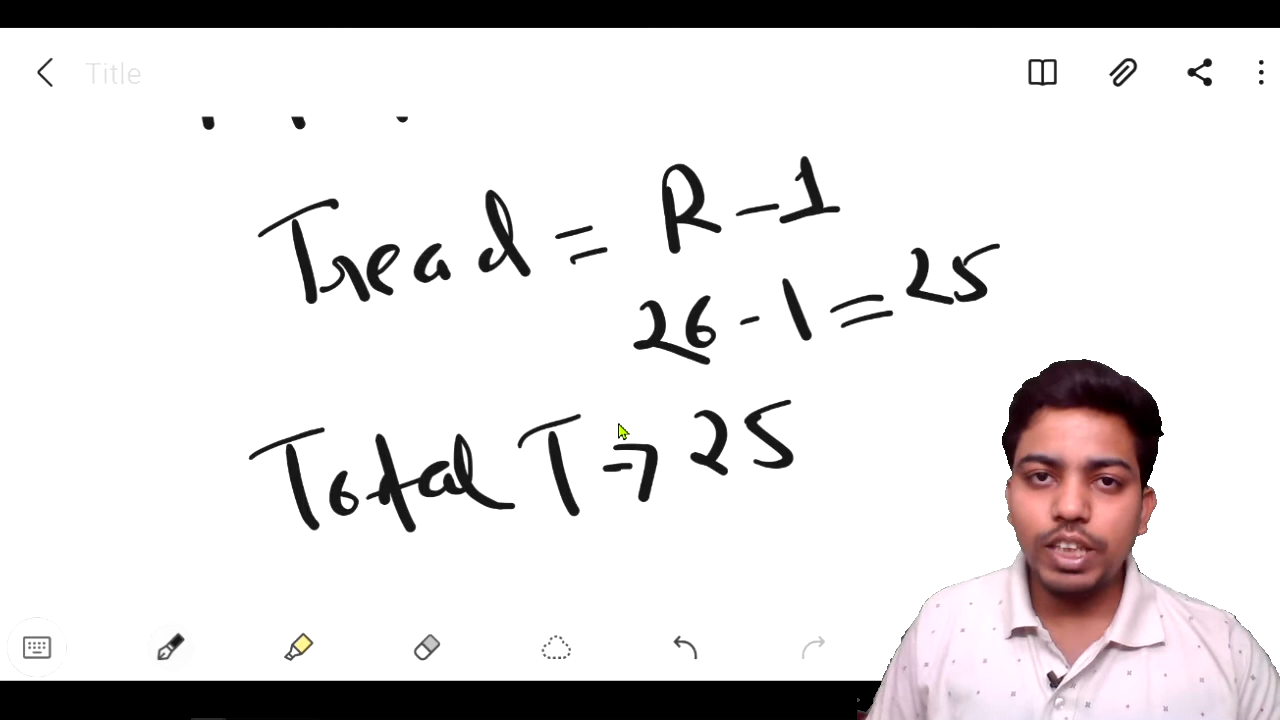 Title
Tread = R - 1
26 - 1 = 25
Total T → 25